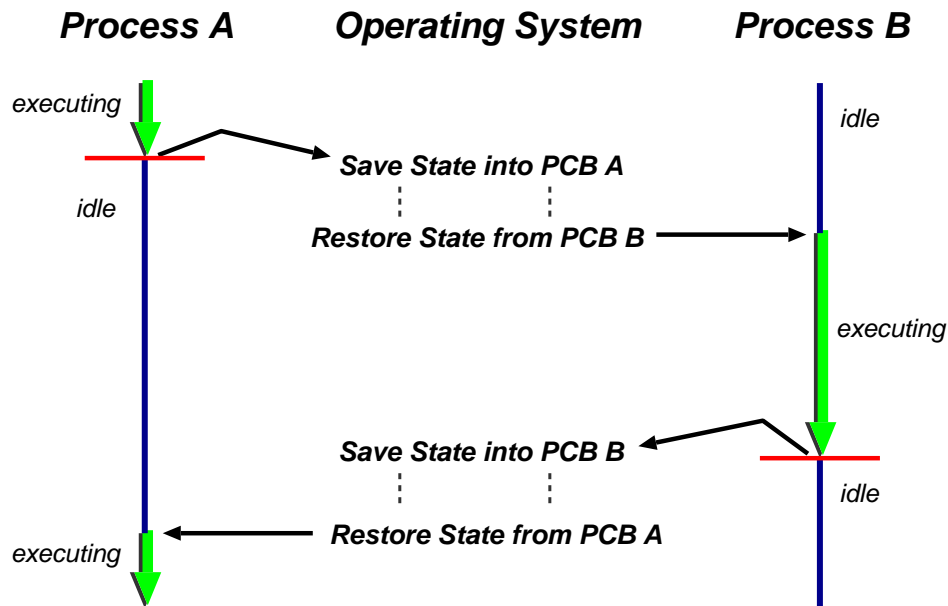 Process A
Operating System
Process B
executing
idle
Save State into PCB A
idle
Restore State from PCB B
executing
Save State into PCB B
idle
Restore State from PCB A
executing